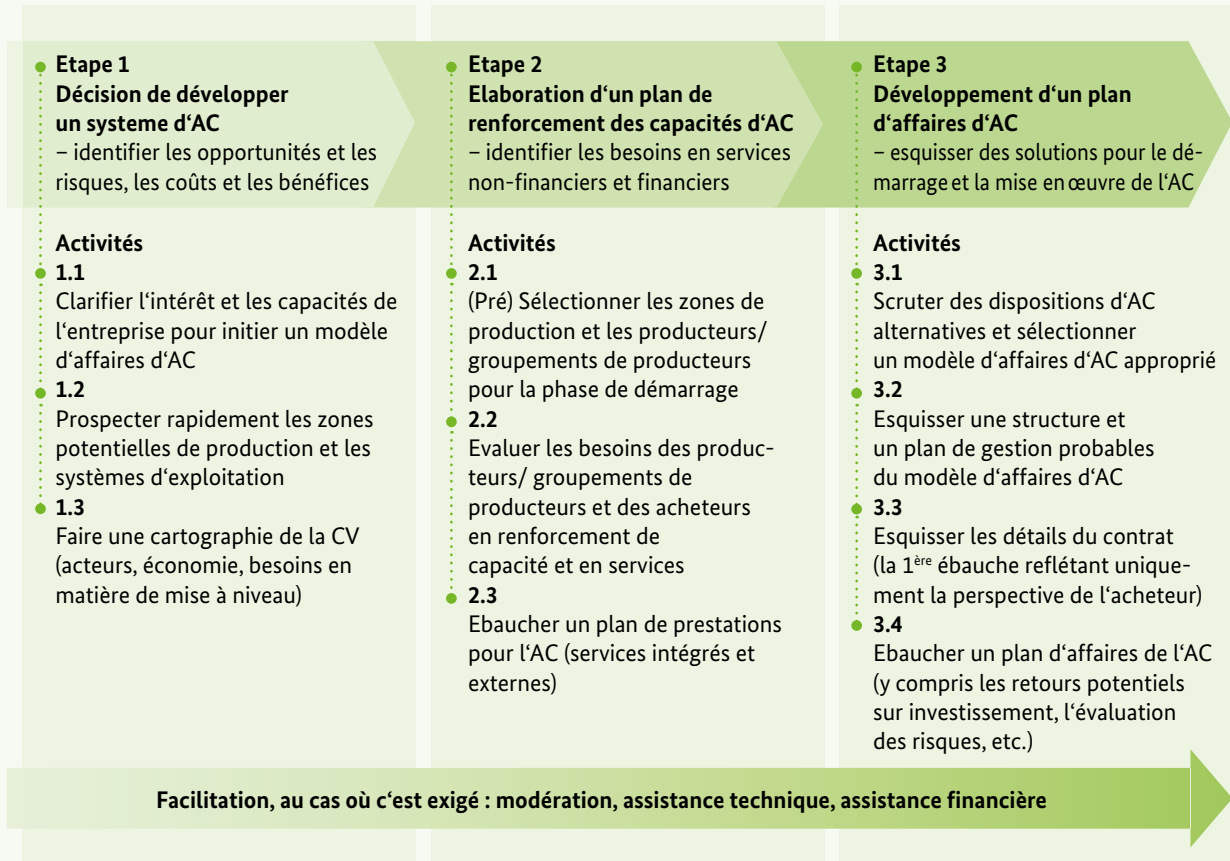 Etape 1
Décision de développer
un systeme d‘AC
– identifier les opportunités et les
risques, les coûts et les bénéfices
Activités
1.1
Clarifier l‘intérêt et les capacités de
l‘entreprise pour initier un modèle
d‘affaires d‘AC
1.2
Prospecter rapidement les zones
potentielles de production et les
systèmes d‘exploitation
1.3
Faire une cartographie de la CV
(acteurs, économie, besoins en
matière de mise à niveau)
Etape 2
Elaboration d‘un plan de
renforcement des capacités d‘AC
– identifier les besoins en services
non-financiers et financiers
Activités
2.1
(Pré) Sélectionner les zones de
production et les producteurs/
groupements de producteurs
pour la phase de démarrage
2.2
Evaluer les besoins des produc-
teurs/ groupements de
producteurs et des acheteurs
en renforcement de
capacité et en services
2.3
Ebaucher un plan de prestations
pour l‘AC (services intégrés et
externes)
Etape 3
Développement d‘un plan
d‘affaires d‘AC
– esquisser des solutions pour le dé-
marrage et la mise en œuvre de l‘AC
Activités
3.1
Scruter des dispositions d‘AC
alternatives et sélectionner
un modèle d‘affaires d‘AC approprié
3.2
Esquisser une structure et
un plan de gestion probables
du modèle d‘affaires d‘AC
3.3
Esquisser les détails du contrat
(la 1ère ébauche reflétant unique-
ment la perspective de l‘acheteur)
3.4
Ebaucher un plan d‘affaires de l‘AC
(y compris les retours potentiels
sur investissement, l‘évaluation
des risques, etc.)
Facilitation, au cas où c‘est exigé : modération, assistance technique, assistance financière